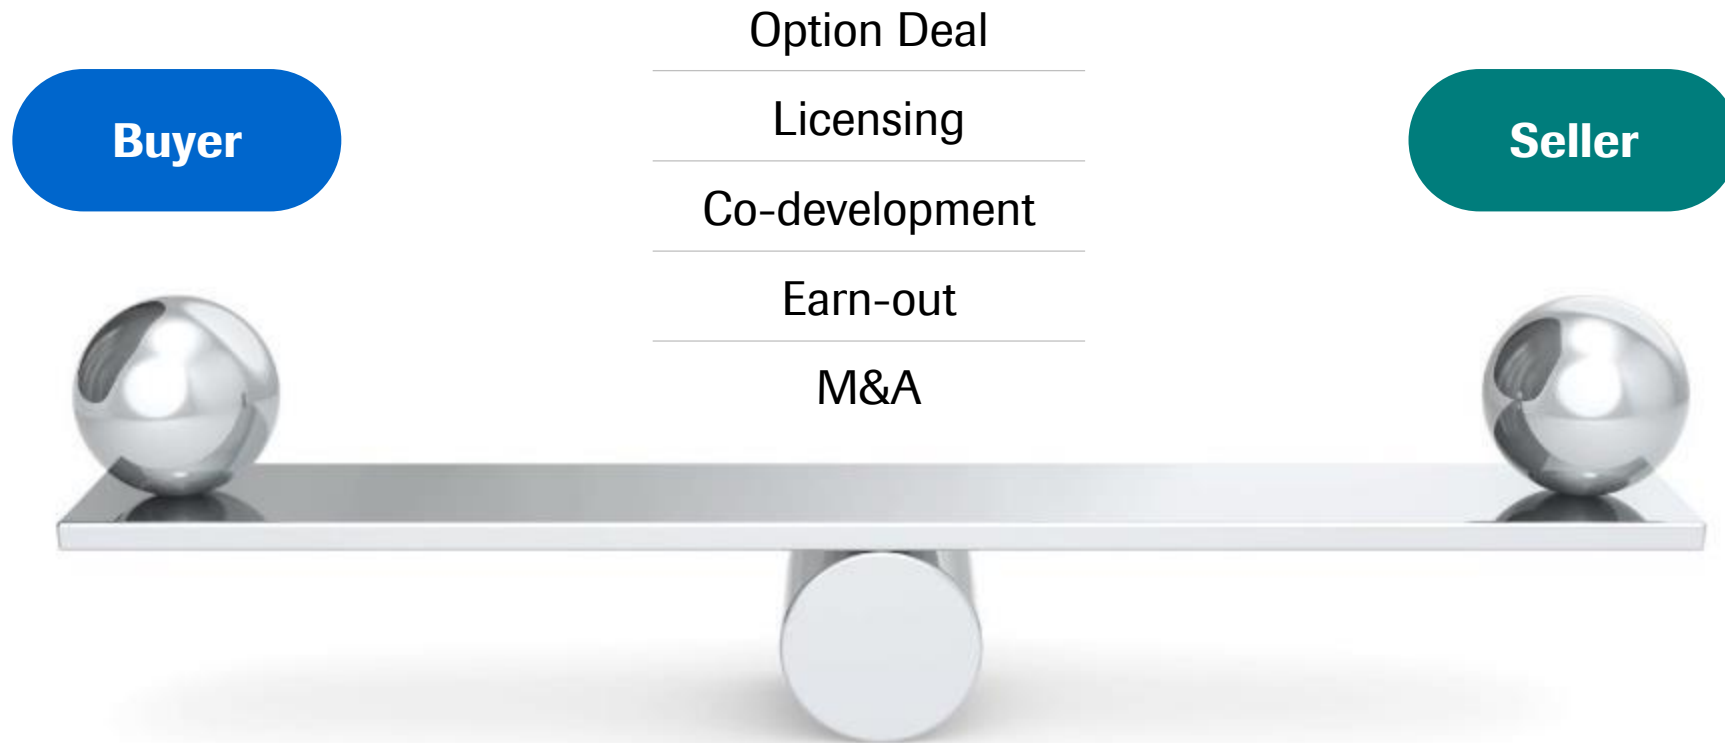 Option Deal
Buyer
Licensing
Seller
Co-development
Earn-out
M&A